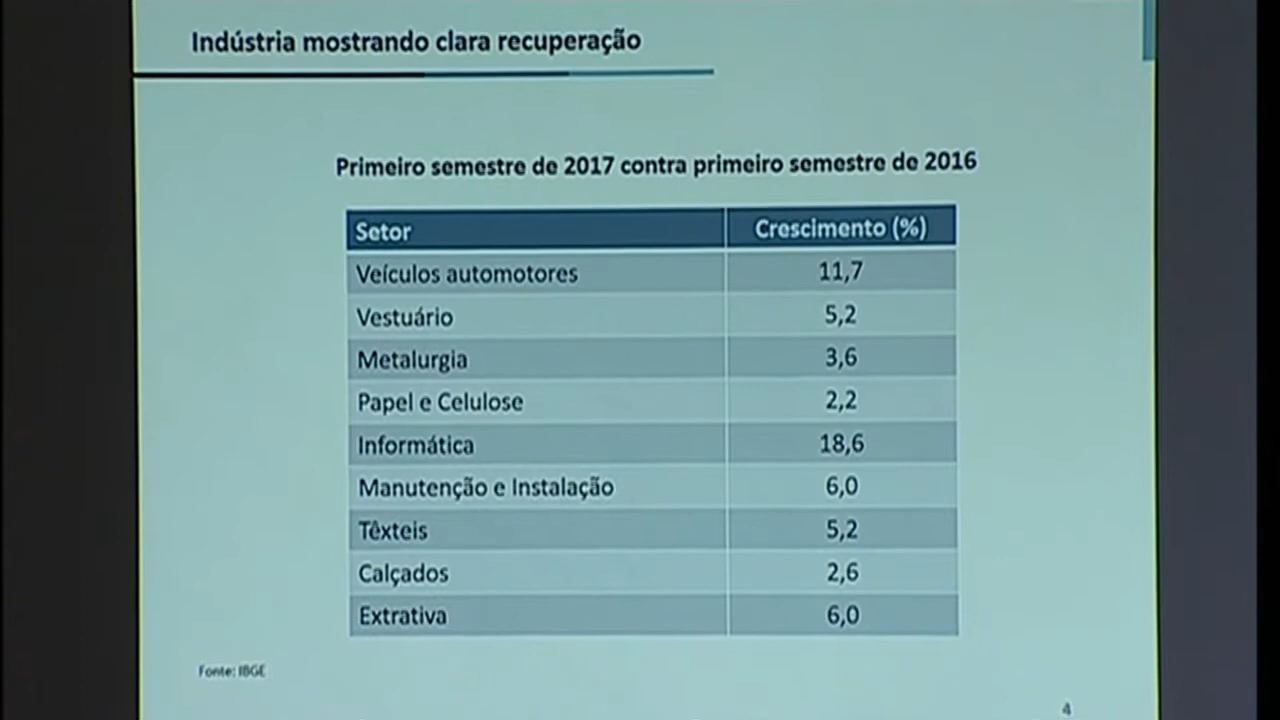 Indústria mostrando clara recuperação
Primeiro semestre de 2017 contra primeiro semestre de 2016
Setor Crescimento (%)
Veículos automotores 11,7
Vestuário 5,2
Metalurgia 3,6
Papel e Celulose 2,2
Informática 18,6
Manutenção e Instalação 6,0
Têxteis 5,2
Calçados 2,6
Extrativa 6,0
Fonte: IBGE
4